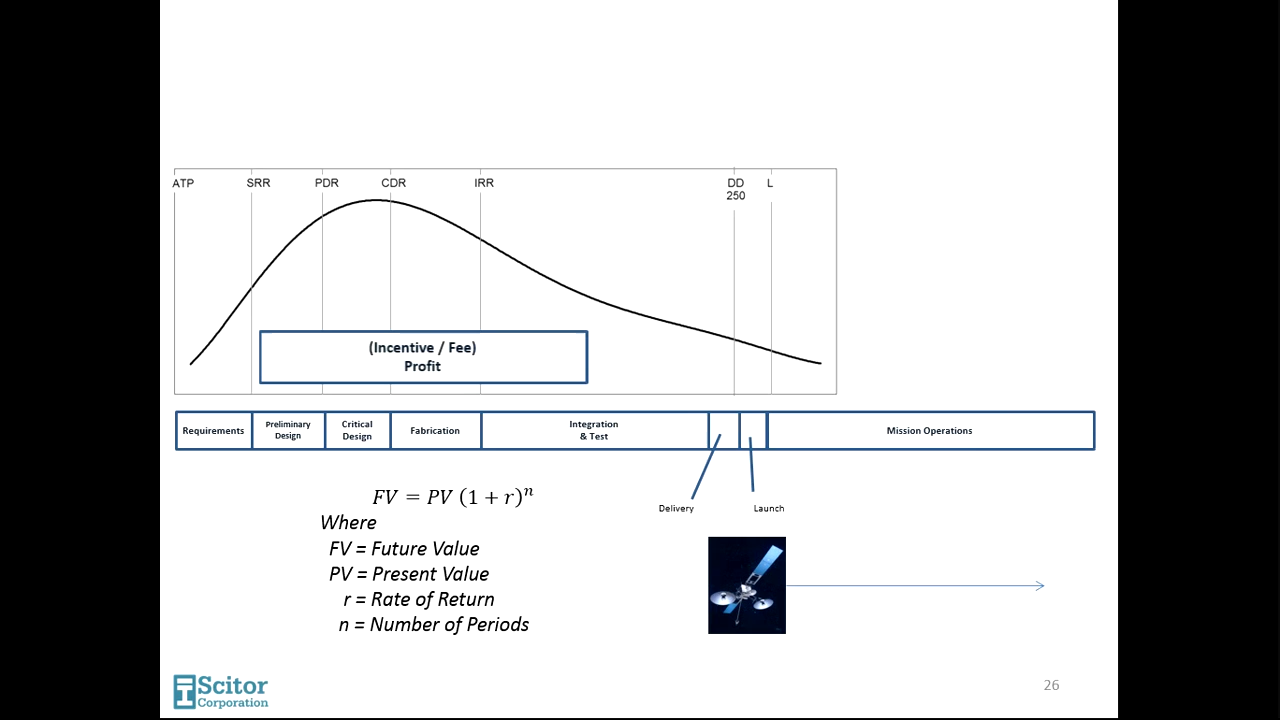 ATP SRR PDR CDR IRR DD L
250
(Incentive / Fee)
Profit
Requirements
Preliminary
Design
Critical
Design
Fabrication
Integration
& Test
Mission Operations
Delivery
Launch
FV = PV (1 + r)ⁿ
Where
FV = Future Value
PV = Present Value
r = Rate of Return
n = Number of Periods
Scitor
Corporation
26